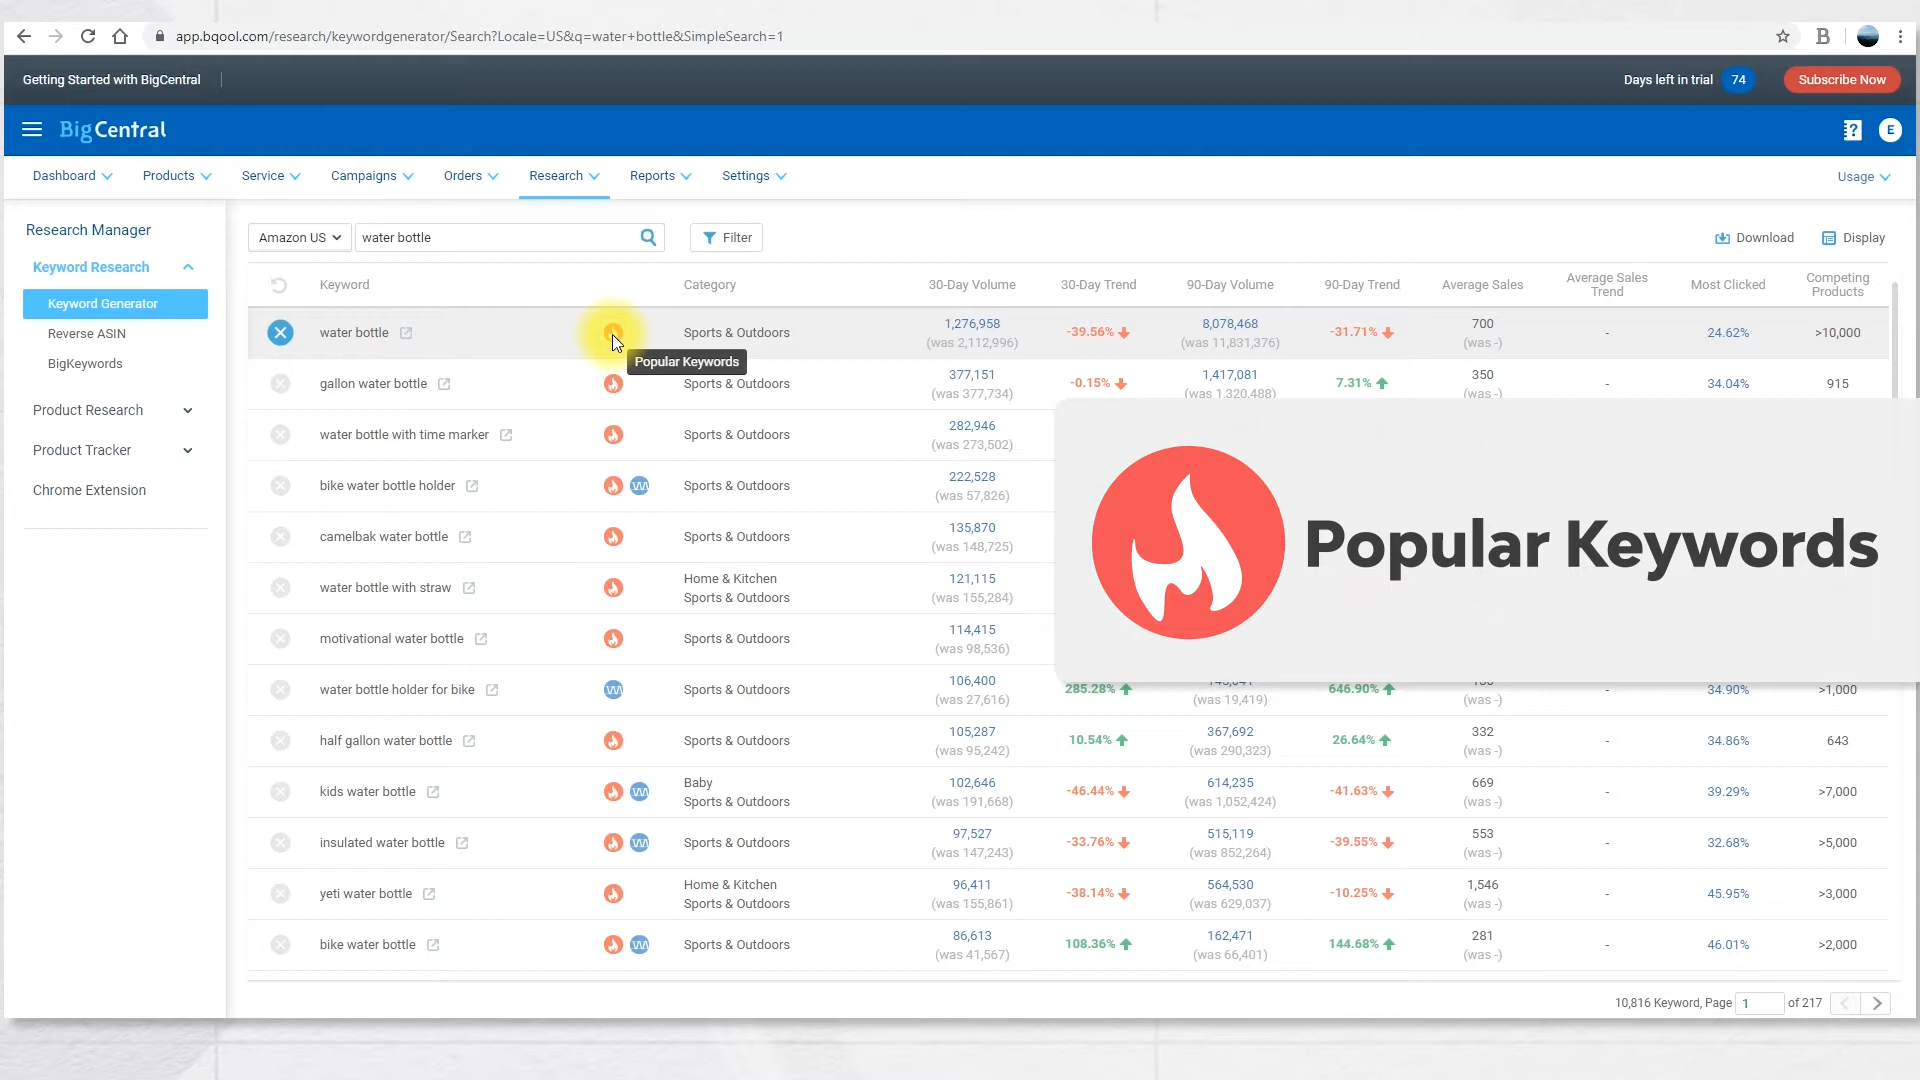 app.bqool.com/research/keywordgenerator/Search?Locale=US&q=water+bottle&SimpleSearch=1
B
Getting Started with BigCentral
Days left in trial 74 Subscribe Now
BigCentral
? E
Dashboard Products Service Campaigns Orders Research Reports Settings Usage
Research Manager
Keyword Research
Keyword Generator
Reverse ASIN
BigKeywords
Product Research
Product Tracker
Chrome Extension
Amazon US water bottle Filter Download Display
Keyword Category 30-Day Volume 30-Day Trend 90-Day Volume 90-Day Trend Average Sales Average Sales Trend Most Clicked Competing Products
water bottle Sports & Outdoors 1,276,958 (was 2,112,996) -39.56% 8,078,468 (was 11,831,376) -31.71% 700 (was -) - 24.62% >10,000
Popular Keywords
gallon water bottle Sports & Outdoors 377,151 (was 377,734) -0.15% 1,417,081 (was 1,320,488) 7.31% 350 (was -) - 34.04% 915
water bottle with time marker Sports & Outdoors 282,946 (was 273,502)
bike water bottle holder Sports & Outdoors 222,528 (was 57,826)
camelbak water bottle Sports & Outdoors 135,870 (was 148,725)
water bottle with straw Home & Kitchen Sports & Outdoors 121,115 (was 155,284)
motivational water bottle Sports & Outdoors 114,415 (was 98,536)
Popular Keywords
water bottle holder for bike Sports & Outdoors 106,400 (was 27,616) 285.28% (was 19,419) 646.90% (was -) - 34.90% >1,000
half gallon water bottle Sports & Outdoors 105,287 (was 95,242) 10.54% 367,692 (was 290,323) 26.64% 332 (was -) - 34.86% 643
kids water bottle Baby Sports & Outdoors 102,646 (was 191,668) -46.44% 614,235 (was 1,052,424) -41.63% 669 (was -) - 39.29% >7,000
insulated water bottle Sports & Outdoors 97,527 (was 147,243) -33.76% 515,119 (was 852,264) -39.55% 553 (was -) - 32.68% >5,000
yeti water bottle Home & Kitchen Sports & Outdoors 96,411 (was 155,861) -38.14% 564,530 (was 629,037) -10.25% 1,546 (was -) - 45.95% >3,000
bike water bottle Sports & Outdoors 86,613 (was 41,567) 108.36% 162,471 (was 66,401) 144.68% 281 (was -) - 46.01% >2,000
10,816 Keyword, Page 1 of 217